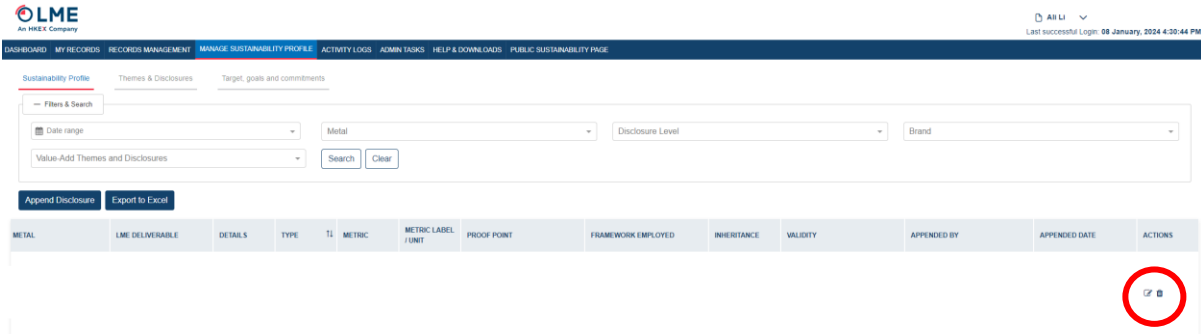 LME
An HKEX Company
Ali Li
Last successful Login: 08 January, 2024 4:30:44 PM
DASHBOARD MY RECORDS RECORDS MANAGEMENT MANAGE SUSTAINABILITY PROFILE ACTIVITY LOGS ADMIN TASKS HELP & DOWNLOADS PUBLIC SUSTAINABILITY PAGE
Sustainability Profile Themes & Disclosures Target, goals and commitments
Filters & Search
Date range Metal Disclosure Level Brand
Value-Add Themes and Disclosures Search Clear
Append Disclosure Export to Excel
METAL LME DELIVERABLE DETAILS TYPE METRIC METRIC LABEL / UNIT PROOF POINT FRAMEWORK EMPLOYED INHERITANCE VALIDITY APPENDED BY APPENDED DATE ACTIONS